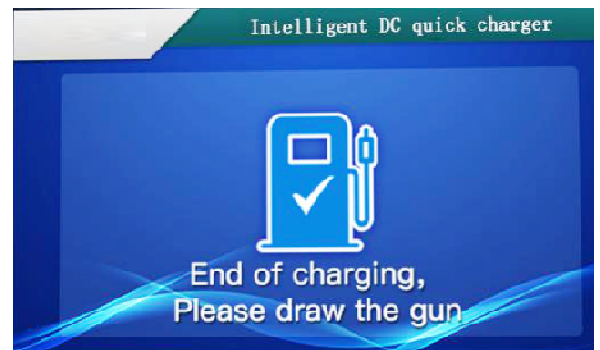 Intelligent DC quick charger
End of charging,
Please draw the gun